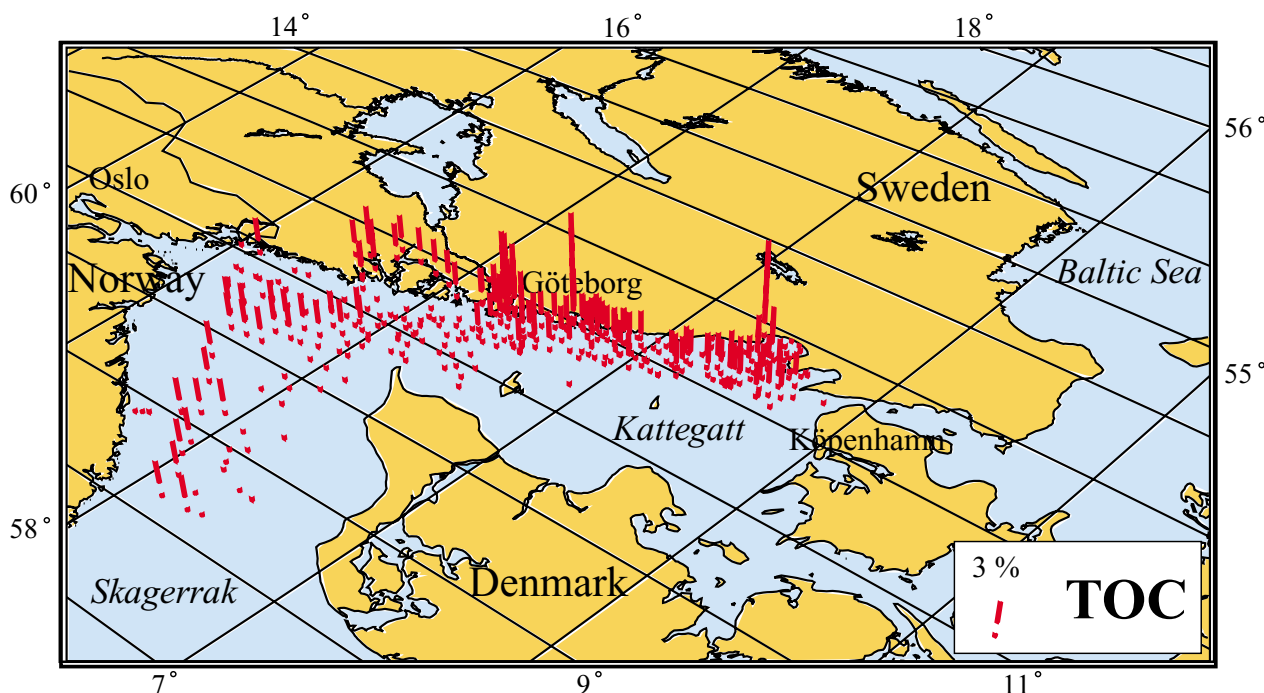 14˚
16˚
18˚
56˚
60˚
Oslo
Sweden
Norway
Göteborg
Baltic Sea
55˚
Kattegatt
Köpenhamn
58˚
Skagerrak
Denmark
3 %
TOC
7˚
9˚
11˚